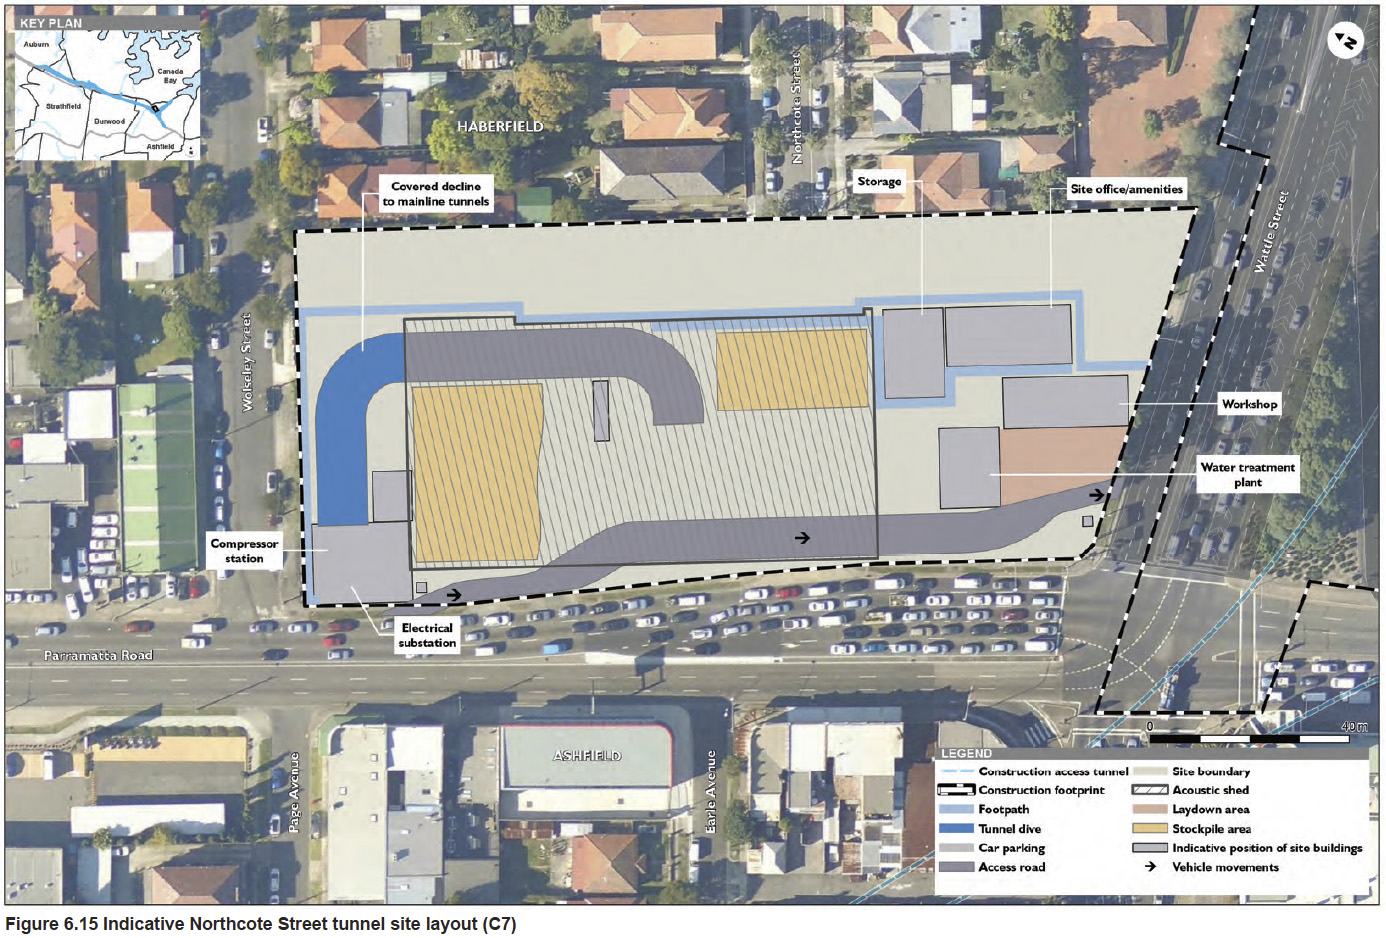 KEY PLAN
Auburn
Canada
Bay
Strathfield
Burwood
Ashfield
N
HABERFIELD
Northcote Street
N
Covered decline
to mainline tunnels
Storage
Site office/amenities
Wattle Street
Wolseley Street
Workshop
Water treatment
plant
Compressor
station
Electrical
substation
Parramatta Road
ASHFIELD
Page Avenue
Earle Avenue
0
40 m
LEGEND
Construction access tunnel
Construction footprint
Footpath
Tunnel dive
Car parking
Access road
Site boundary
Acoustic shed
Laydown area
Stockpile area
Indicative position of site buildings
Vehicle movements
Figure 6.15 Indicative Northcote Street tunnel site layout (C7)